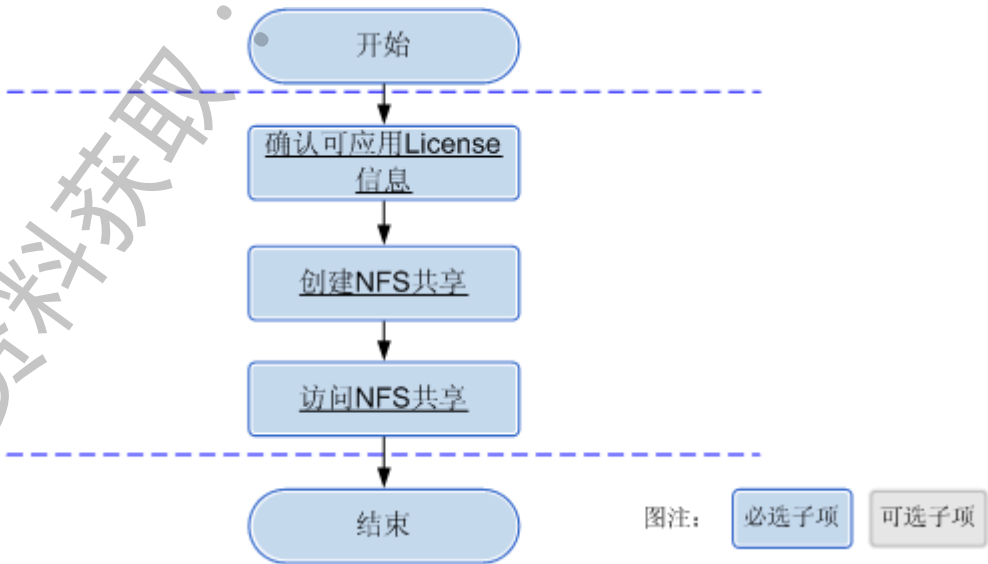 开始
确认可应用License
信息
创建NFS共享
访问NFS共享
结束
图注：
必选子项
可选子项
资料获取：